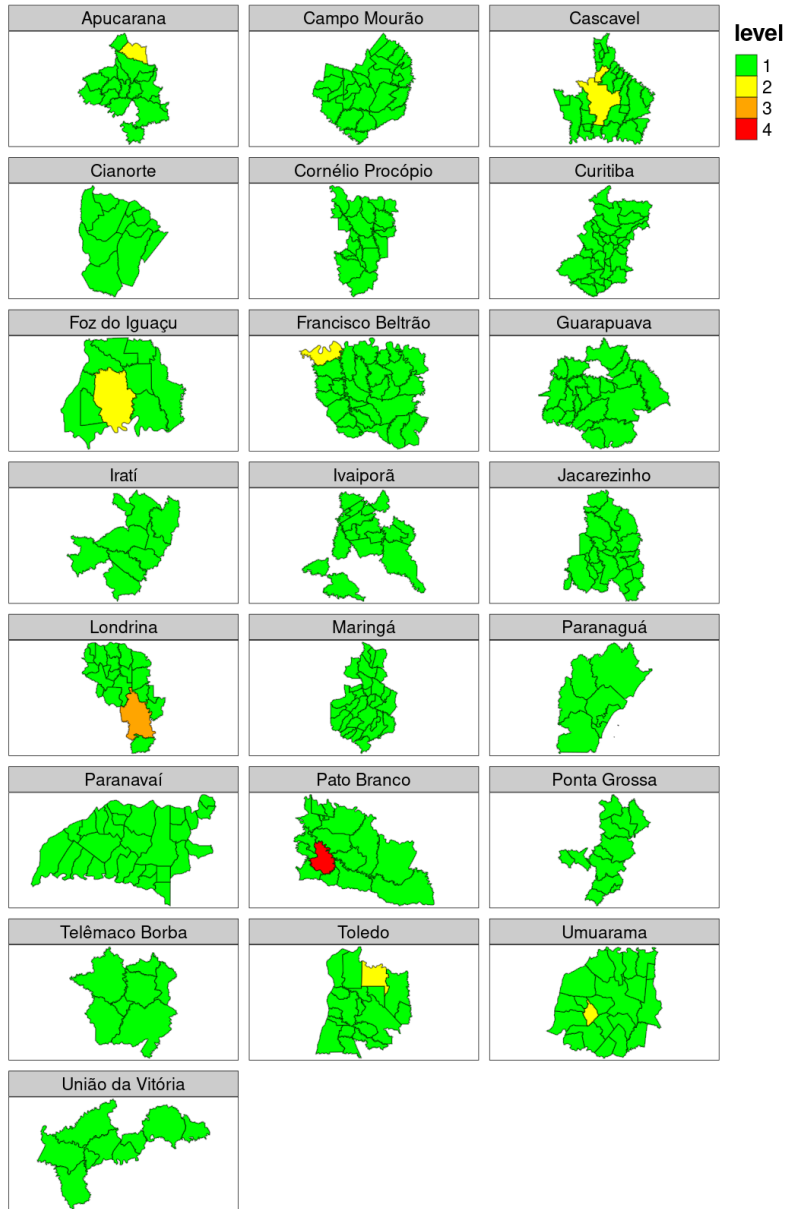 Apucarana
Campo Mourão
Cascavel
level
1
2
3
4
Cianorte
Cornélio Procópio
Curitiba
Foz do Iguaçu
Francisco Beltrão
Guarapuava
Iratí
Ivaiporã
Jacarezinho
Londrina
Maringá
Paranaguá
Paranavaí
Pato Branco
Ponta Grossa
Telêmaco Borba
Toledo
Umuarama
União da Vitória